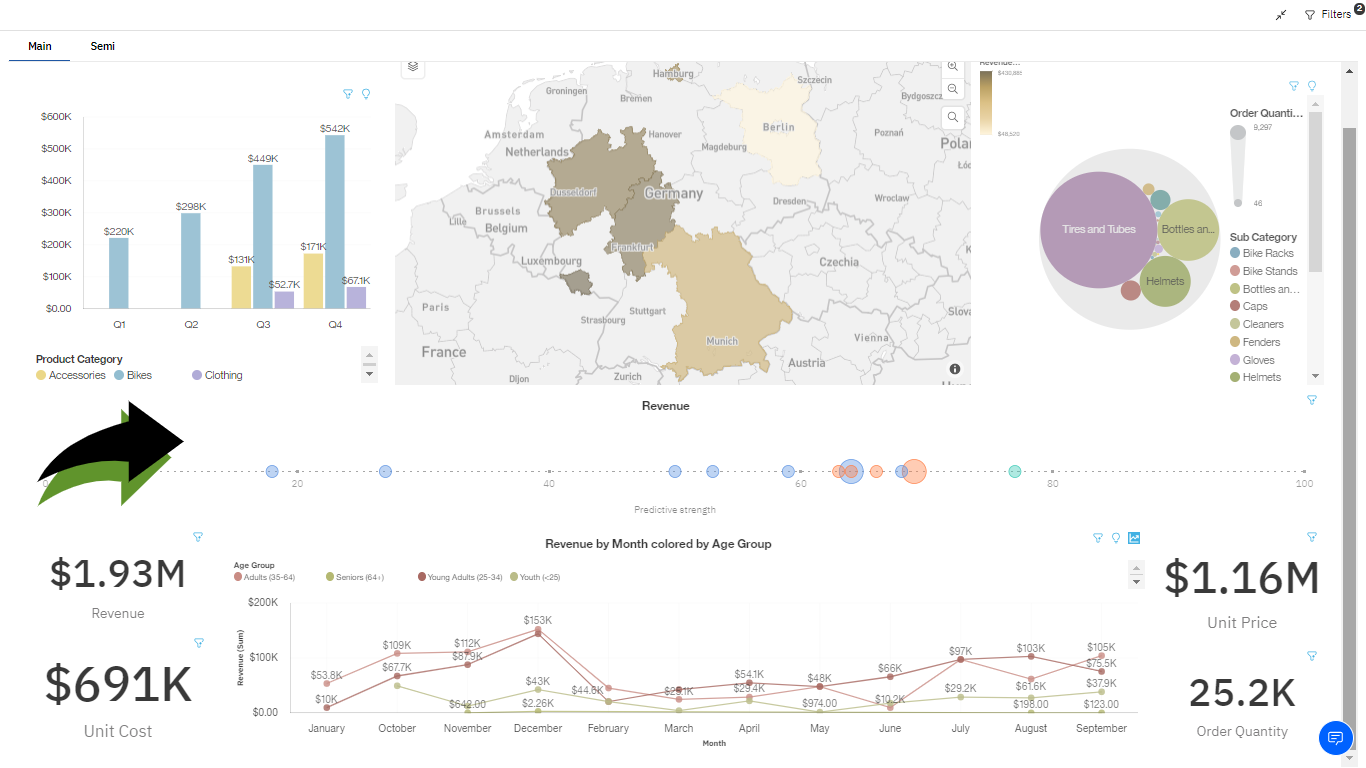 Filters
2
Main
Semi
$600K
$500K
$400K
$300K
$200K
$100K
$0.00
$220K
$298K
$131K
$449K
$52.7K
$171K
$542K
$67.1K
Q1
Q2
Q3
Q4
Product Category
Accessories
Bikes
Clothing
Hamburg
Szczecin
Groningen
Bremen
Bydgoszcz
Amsterdam
Hanover
Berlin
Poznań
Netherlands
Magdeburg
Polan
Łódź
Dusseldorf
Germany
Dresden
Wroclaw
Brussels
Lille
Belgium
Frankfurt
Luxembourg
Czechia
Paris
Stuttgart
Strasbourg
Slova
Vienna
Munich
France
Austria
Dijon
Zurich
Revenue...
$430,885
$48,520
Tires and Tubes
Bottles an...
Helmets
Order Quanti...
9,297
46
Sub Category
Bike Racks
Bike Stands
Bottles an...
Caps
Cleaners
Fenders
Gloves
Helmets
Revenue
20
40
60
80
100
Predictive strength
$1.93M
Revenue
$691K
Unit Cost
Revenue by Month colored by Age Group
Age Group
Adults (35-64)
Seniors (64+)
Young Adults (25-34)
Youth (<25)
Revenue (Sum)
$200K
$100K
$0.00
$53.8K
$10K
$109K
$67.7K
$112K
$87.9K
$642.00
$153K
$43K
$2.26K
$44.6K
$54.1K
$29.4K
$48K
$974.00
$66K
$10.2K
$97K
$29.2K
$103K
$61.6K
$198.00
$105K
$75.5K
$37.9K
$123.00
January
October
November
December
February
March
April
May
June
July
August
September
Month
$1.16M
Unit Price
25.2K
Order Quantity